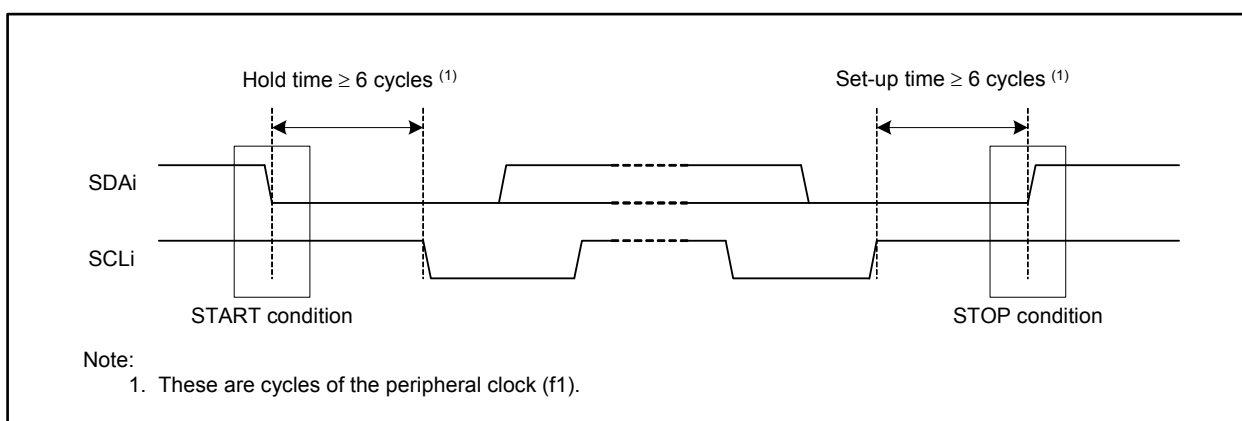 Hold time ≥ 6 cycles (1)
Set-up time ≥ 6 cycles (1)
SDAi
SCLi
START condition
STOP condition
Note:
1. These are cycles of the peripheral clock (f1).